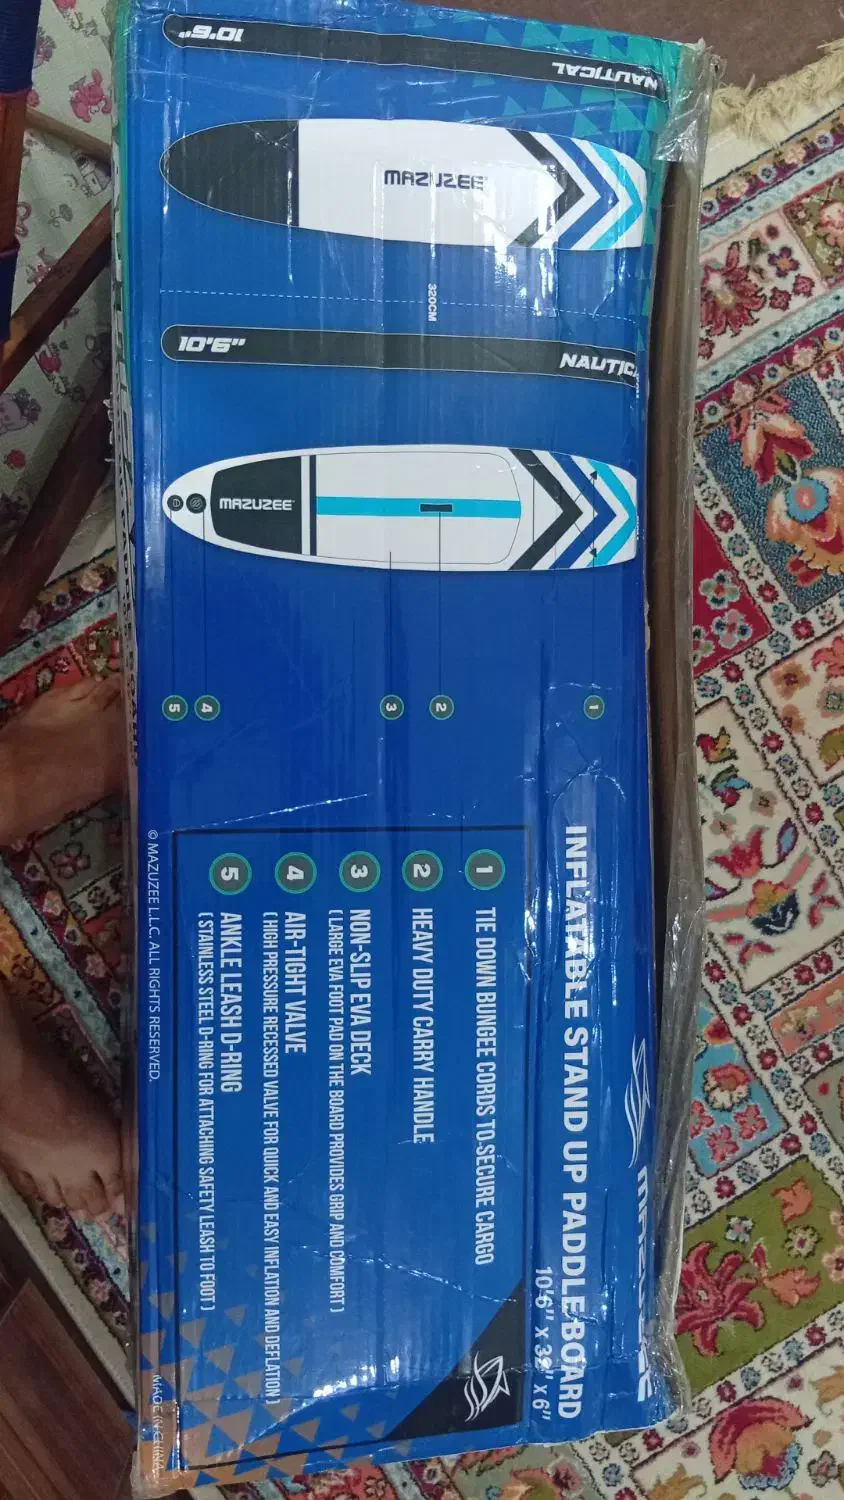 MAZUZEE
INFLATABLE STAND UP PADDLE BOARD
10'6" X 32" X 6"
1
TIE DOWN BUNGEE CORDS TO SECURE CARGO
2
HEAVY DUTY CARRY HANDLE
3
NON-SLIP EVA DECK
(LARGE EVA FOOT PAD ON THE BOARD PROVIDES GRIP AND COMFORT)
4
AIR-TIGHT VALVE
(HIGH PRESSURE RECESSED VALVE FOR QUICK AND EASY INFLATION AND DEFLATION)
5
ANKLE LEASH D-RING
(STAINLESS STEEL D-RING FOR ATTACHING SAFETY LEASH TO FOOT)
© MAZUZEE L.L.C. ALL RIGHTS RESERVED.
MADE IN CHINA
NAUTICAL 10'6"
MAZUZEE
320CM
10'6" NAUTIC
MAZUZEE
1
2
3
4
5